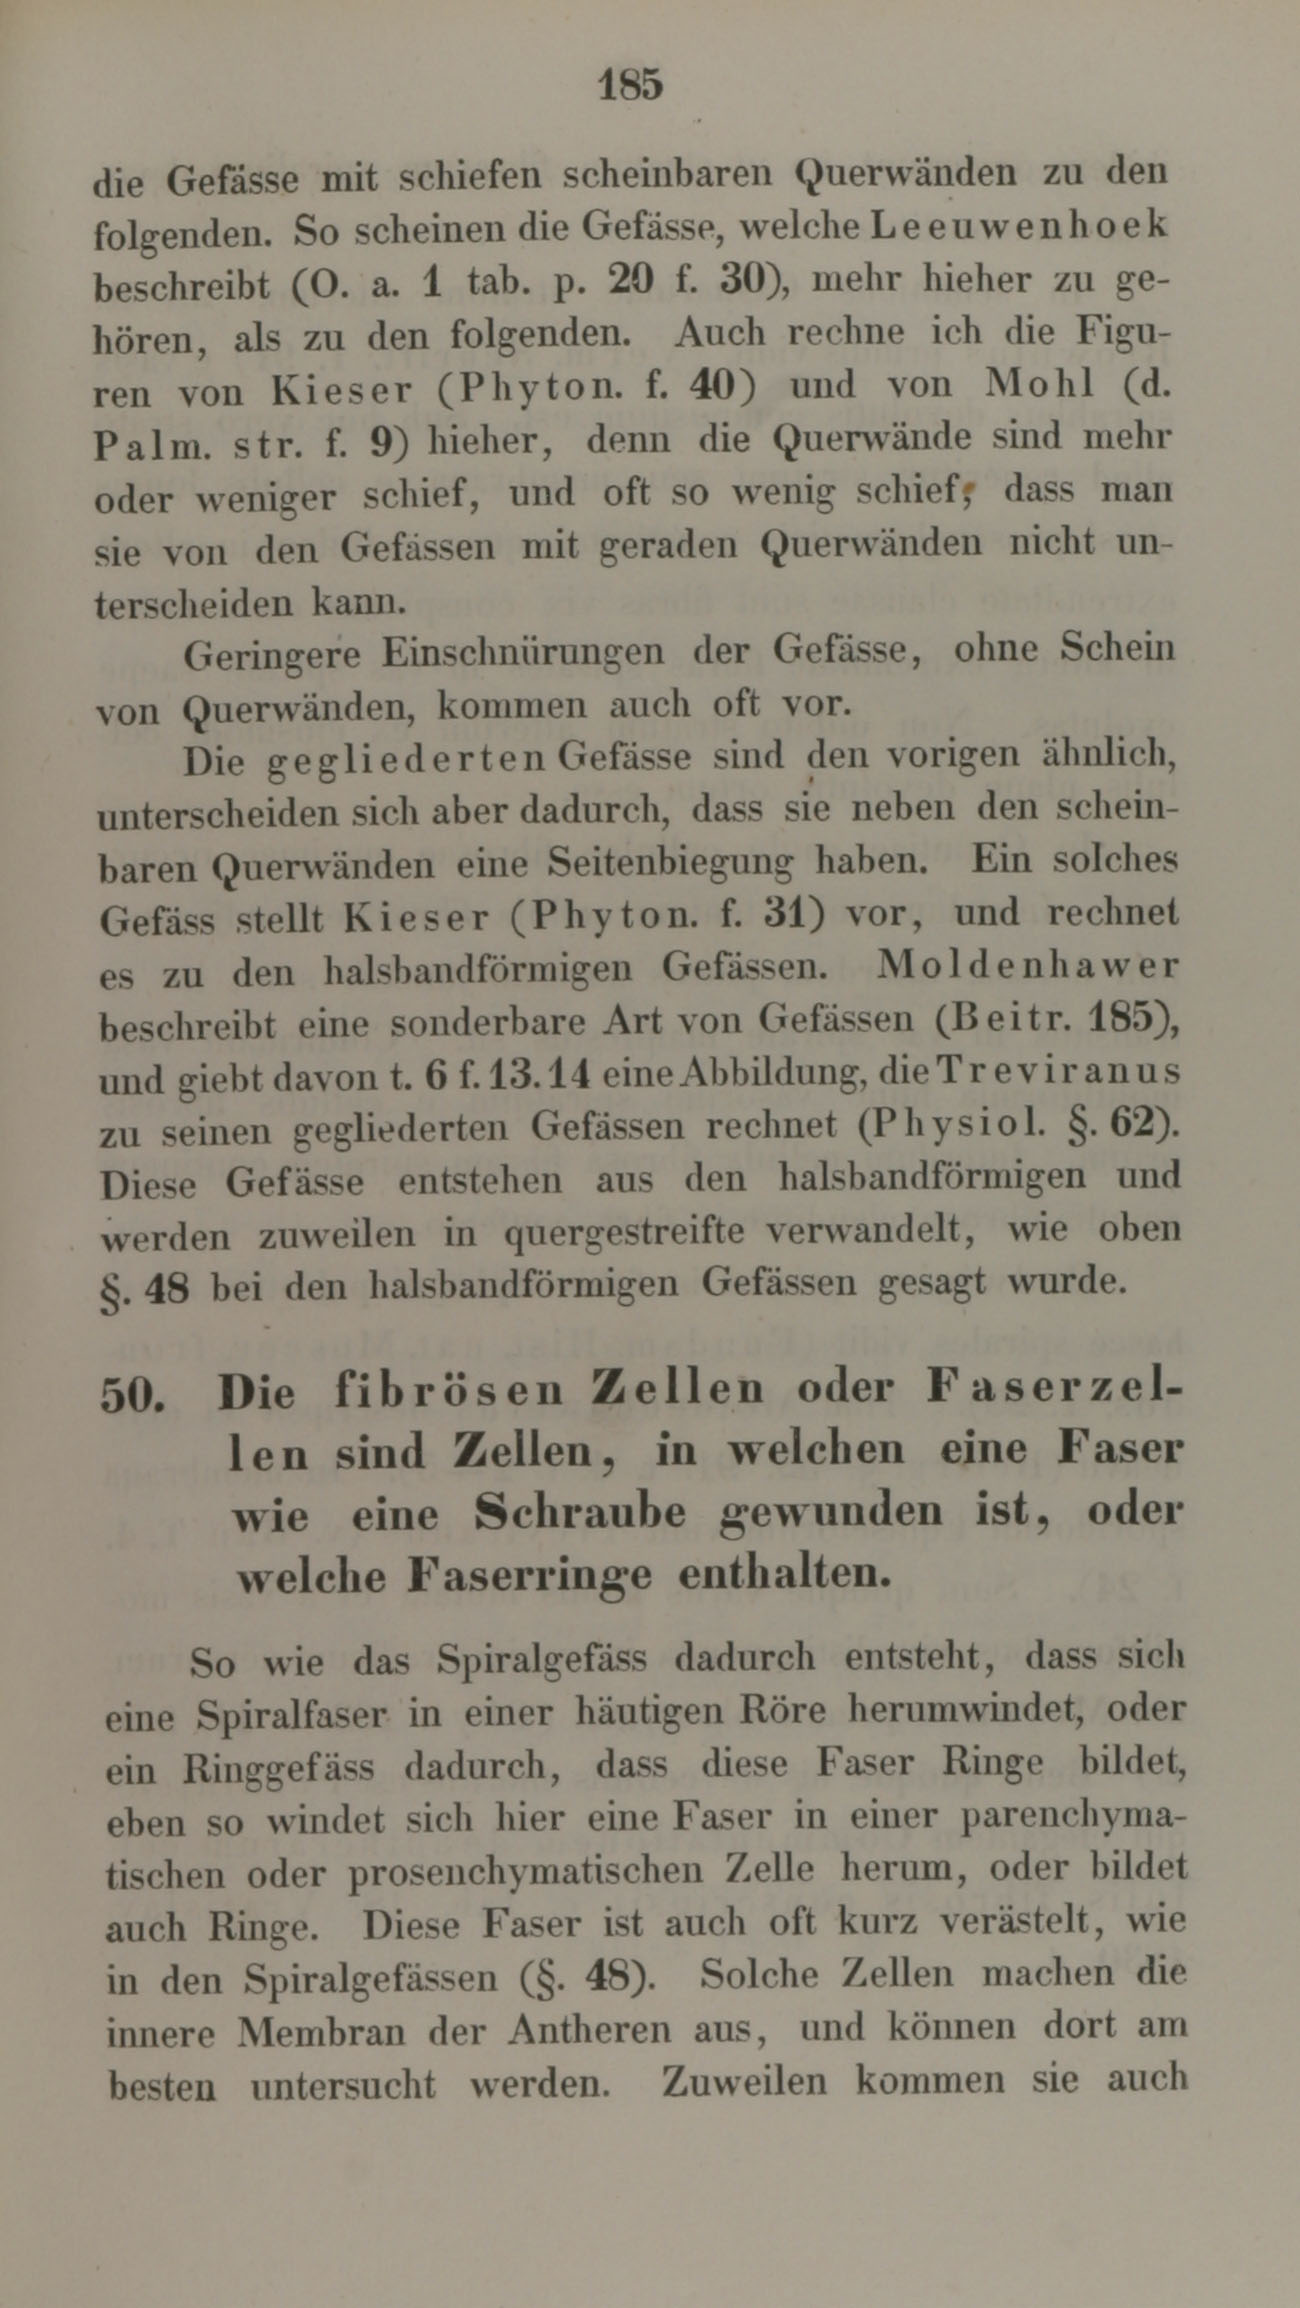 185
die Gefässe mit schiefen scheinbaren Querwänden zu den
folgenden. So scheinen die Gefässe, welche Leeuwenhoek
beschreibt (O. a. 1 tab. p. 20 f. 30), mehr hieher zu ge-
hören, als zu den folgenden. Auch rechne ich die Figu-
ren von Kieser (Phyton. f. 40) und von Mohl (d.
Palm. str. f. 9) hieher, denn die Querwände sind mehr
oder weniger schief, und oft so wenig schief, dass man
sie von den Gefässen mit geraden Querwänden nicht un-
terscheiden kann.
Geringere Einschnürungen der Gefässe, ohne Schein
von Querwänden, kommen auch oft vor.
Die gegliederten Gefässe sind den vorigen ähnlich,
unterscheiden sich aber dadurch, dass sie neben den schein-
baren Querwänden eine Seitenbiegung haben. Ein solches
Gefäss stellt Kieser (Phyton. f. 31) vor, und rechnet
es zu den halsbandförmigen Gefässen. Moldenhawer
beschreibt eine sonderbare Art von Gefässen (Beitr. 185),
und giebt davon t. 6 f. 13. 14 eine Abbildung, die Treviranus
zu seinen gegliederten Gefässen rechnet (Physiol. §. 62).
Diese Gefässe entstehen aus den halsbandförmigen und
werden zuweilen in quergestreifte verwandelt, wie oben
§. 48 bei den halsbandförmigen Gefässen gesagt wurde.
50. Die fibrösen Zellen oder Faserzel-
len sind Zellen, in welchen eine Faser
wie eine Schraube gewunden ist, oder
welche Faserringe enthalten.
So wie das Spiralgefäss dadurch entsteht, dass sich
eine Spiralfaser in einer häutigen Röre herumwindet, oder
ein Ringgefäss dadurch, dass diese Faser Ringe bildet,
eben so windet sich hier eine Faser in einer parenchyma-
tischen oder prosenchymatischen Zelle herum, oder bildet
auch Ringe. Diese Faser ist auch oft kurz verästelt, wie
in den Spiralgefässen (§. 48). Solche Zellen machen die
innere Membran der Antheren aus, und können dort am
besten untersucht werden. Zuweilen kommen sie auch